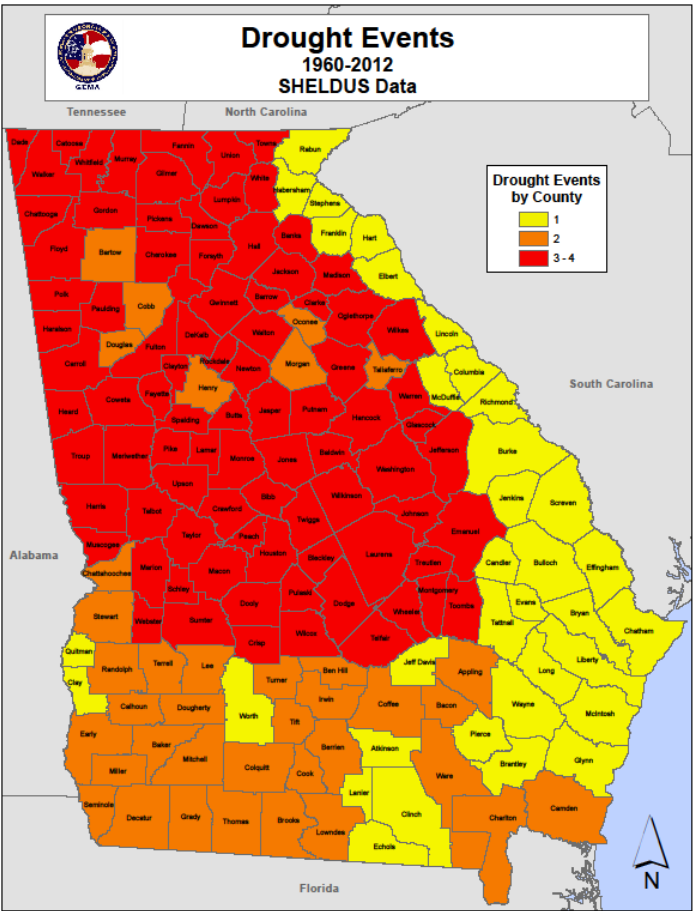 Drought Events
1960-2012
SHELDUS Data
GEMA
Tennessee
North Carolina
Drought Events
by County
1
2
3 - 4
South Carolina
Alabama
Florida
N
Dade
Catoosa
Whitfield
Murray
Fannin
Union
Towns
Rabun
Walker
Gilmer
White
Habersham
Stephens
Lumpkin
Chattooga
Gordon
Pickens
Dawson
Banks
Franklin
Hart
Floyd
Bartow
Cherokee
Forsyth
Hall
Jackson
Madison
Elbert
Polk
Paulding
Cobb
Gwinnett
Barrow
Clarke
Oglethorpe
Wilkes
Lincoln
Haralson
Douglas
Fulton
DeKalb
Walton
Oconee
Morgan
Greene
Taliaferro
Columbia
McDuffie
Richmond
Carroll
Clayton
Rockdale
Newton
Henry
Fayette
Coweta
Heard
Spalding
Butts
Jasper
Putnam
Hancock
Warren
Glascock
Jefferson
Burke
Troup
Meriwether
Pike
Lamar
Monroe
Jones
Baldwin
Washington
Jenkins
Screven
Upson
Harris
Talbot
Crawford
Bibb
Twiggs
Wilkinson
Johnson
Emanuel
Muscogee
Taylor
Peach
Houston
Bleckley
Laurens
Treutlen
Candler
Bulloch
Effingham
Chattahoochee
Marion
Macon
Schley
Dooly
Pulaski
Dodge
Montgomery
Wheeler
Toombs
Tattnall
Evans
Bryan
Chatham
Stewart
Webster
Sumter
Crisp
Wilcox
Telfair
Quitman
Randolph
Terrell
Lee
Turner
Ben Hill
Jeff Davis
Appling
Long
Liberty
Clay
Calhoun
Dougherty
Worth
Irwin
Tift
Coffee
Bacon
Wayne
McIntosh
Early
Baker
Mitchell
Berrien
Atkinson
Pierce
Brantley
Glynn
Miller
Colquitt
Cook
Lanier
Ware
Clinch
Seminole
Decatur
Grady
Thomas
Brooks
Lowndes
Echols
Charlton
Camden